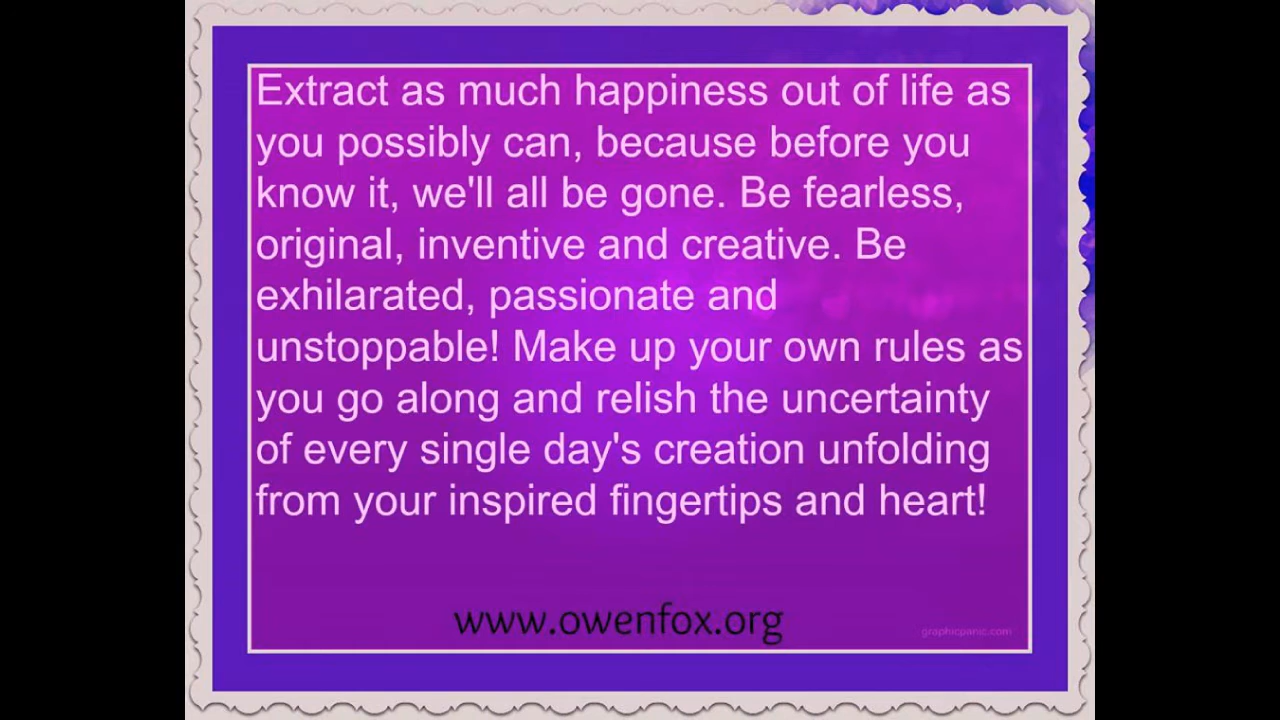 Extract as much happiness out of life as
you possibly can, because before you
know it, we'll all be gone. Be fearless,
original, inventive and creative. Be
exhilarated, passionate and
unstoppable! Make up your own rules as
you go along and relish the uncertainty
of every single day's creation unfolding
from your inspired fingertips and heart!
www.owenfox.org
graphicpanic.com